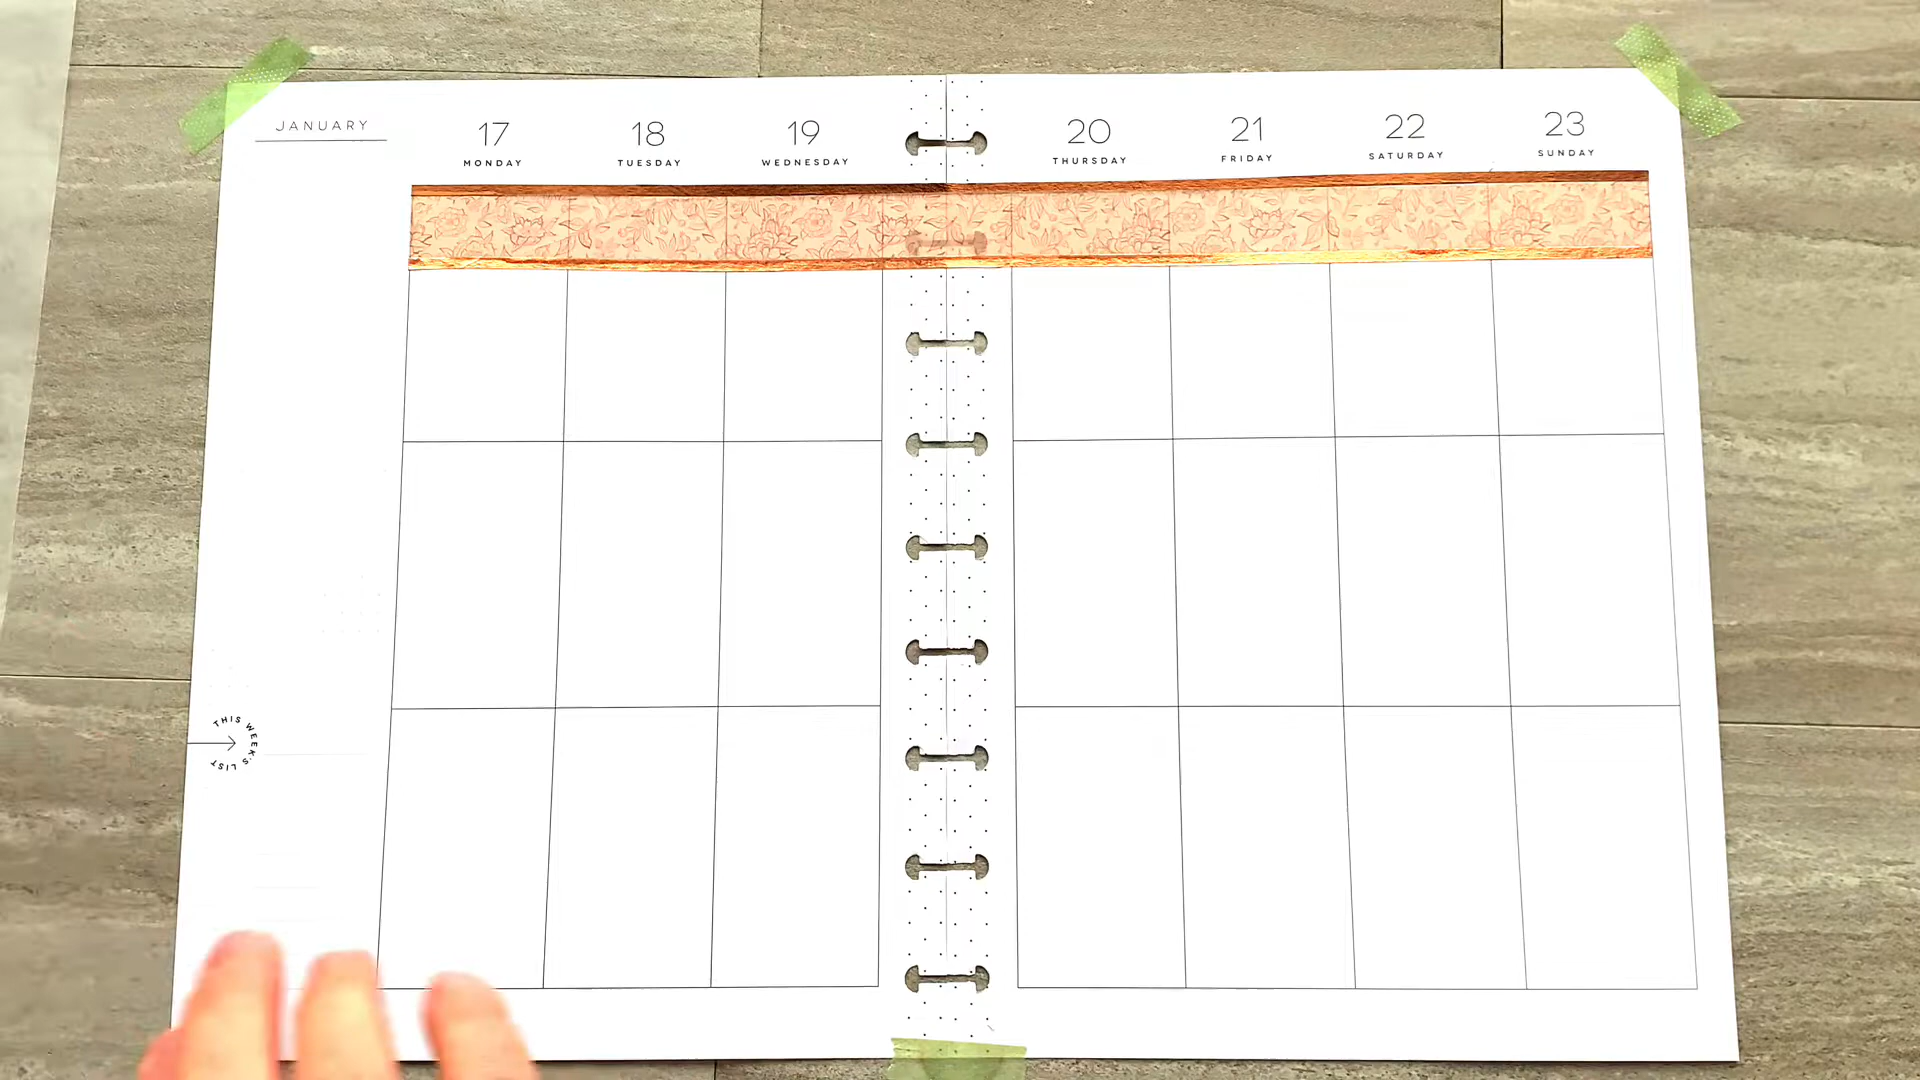 JANUARY
17
MONDAY
18
TUESDAY
19
WEDNESDAY
20
THURSDAY
21
FRIDAY
22
SATURDAY
23
SUNDAY
THIS WEEK'S LIST